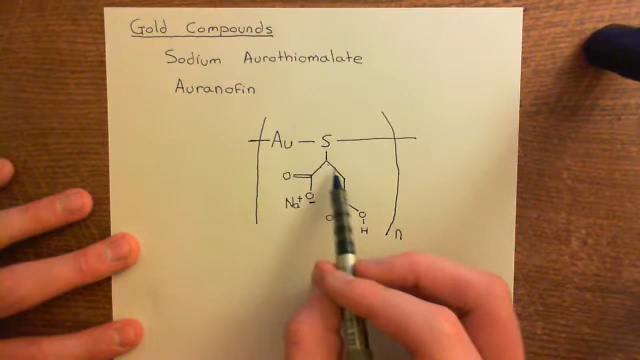 Gold Compounds
Sodium Aurothiomalate
Auranofin
Au — S
O
Na+ O-
O O
H
n